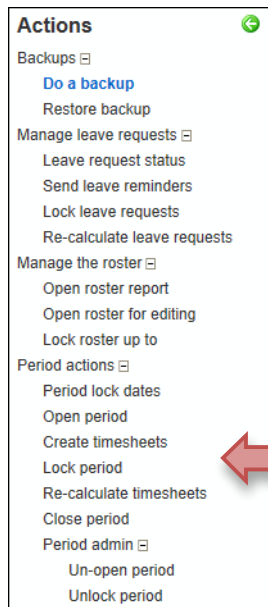 Actions
Backups
Do a backup
Restore backup
Manage leave requests
Leave request status
Send leave reminders
Lock leave requests
Re-calculate leave requests
Manage the roster
Open roster report
Open roster for editing
Lock roster up to
Period actions
Period lock dates
Open period
Create timesheets
Lock period
Re-calculate timesheets
Close period
Period admin
Un-open period
Unlock period